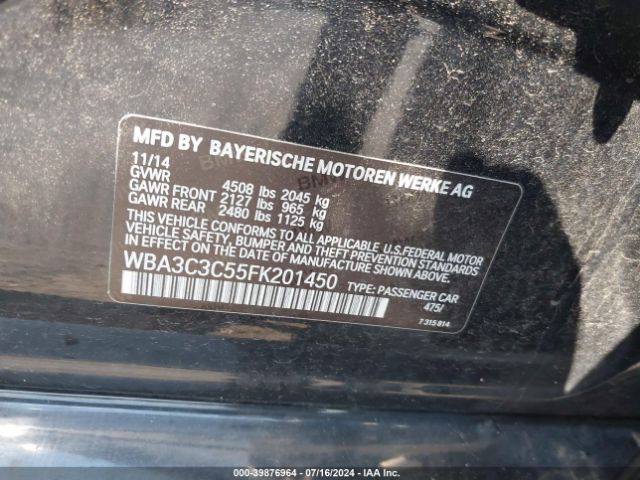 MFD BY BAYERISCHE MOTOREN WERKE AG
11/14
GVWR 4508 lbs 2045 kg
GAWR FRONT 2127 lbs 965 kg
GAWR REAR 2480 lbs 1125 kg
THIS VEHICLE CONFORMS TO ALL APPLICABLE U.S.FEDERAL MOTOR
VEHICLE SAFETY, BUMPER AND THEFT PREVENTION STANDARDS
IN EFFECT ON THE DATE OF MANUFACTURE SHOWN ABOVE.
WBA3C3C55FK201450 TYPE: PASSENGER CAR
475/
7 315 814
000-39876964 - 07/16/2024 - IAA Inc.